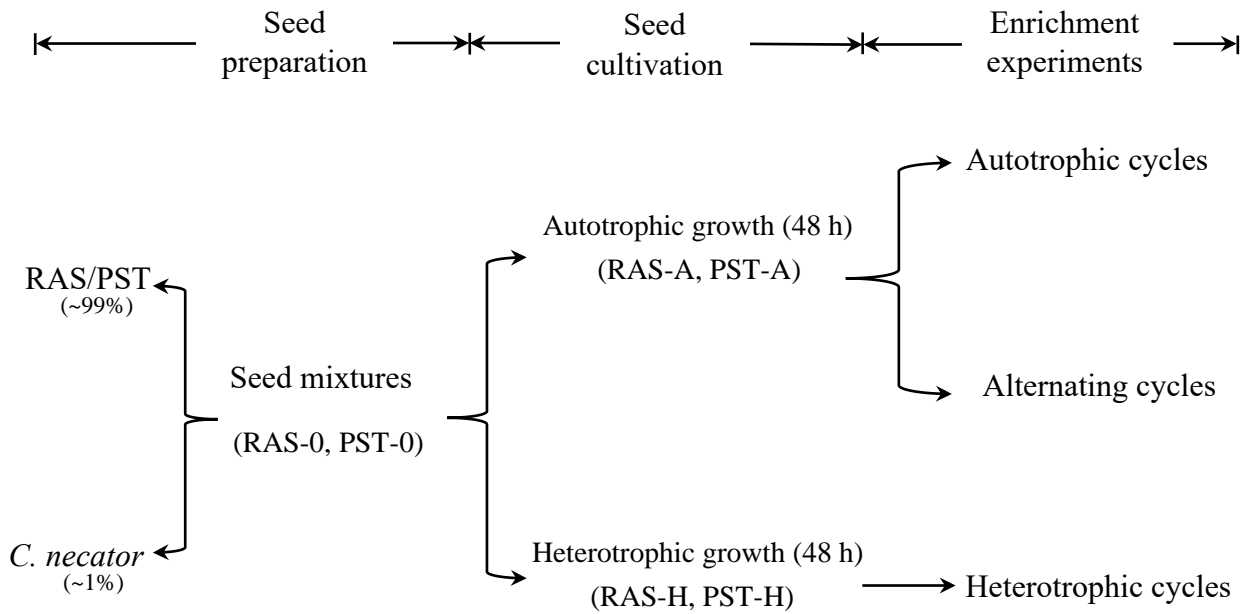 Seed
preparation
Seed
cultivation
Enrichment
experiments
Autotrophic cycles
Autotrophic growth (48 h)
(RAS-A, PST-A)
RAS/PST
(~99%)
Seed mixtures
(RAS-0, PST-0)
Alternating cycles
C. necator
(~1%)
Heterotrophic growth (48 h)
(RAS-H, PST-H)
Heterotrophic cycles